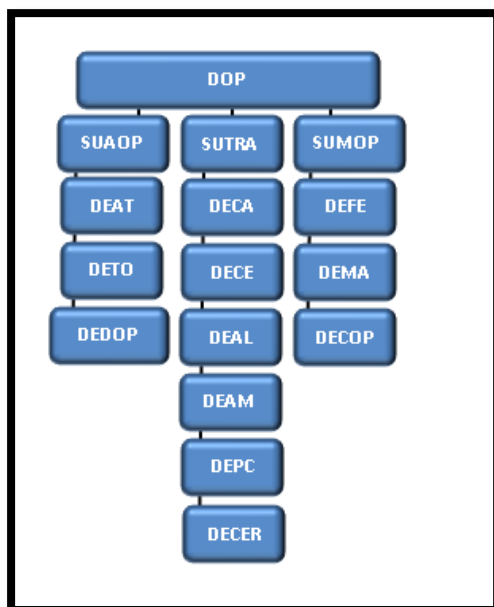 DOP
SUAOP
DEAT
DETO
DEDOP
SUTRA
DECA
DECE
DEAL
DEAM
DEPC
DECER
SUMOP
DEFE
DEMA
DECOP